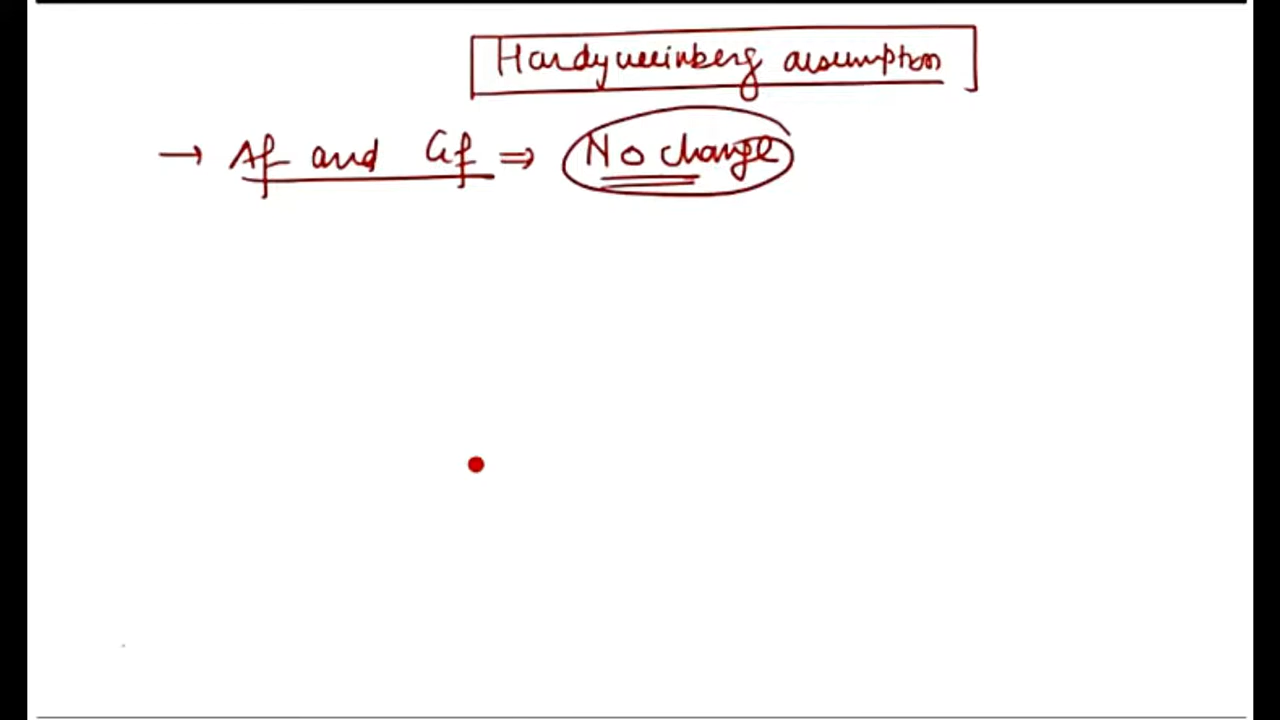 Hardyweinberg assumption
→ Af and Gf ⇒ No change